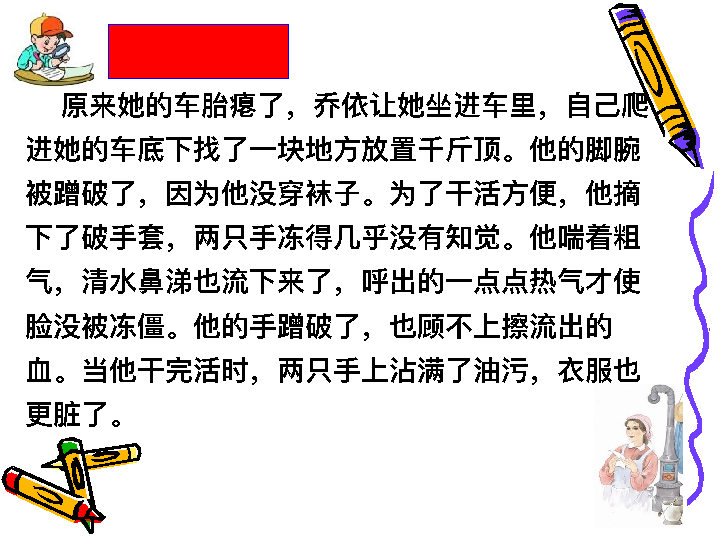 原来她的车胎瘪了，乔依让她坐进车里，自己爬
进她的车底下找了一块地方放置千斤顶。他的脚腕
被蹭破了，因为他没穿袜子。为了干活方便，他摘
下了破手套，两只手冻得几乎没有知觉。他喘着粗
气，清水鼻涕也流下来了，呼出的一点点热气才使
脸没被冻僵。他的手蹭破了，也顾不上擦流出的
血。当他干完活时，两只手上沾满了油污，衣服也
更脏了。